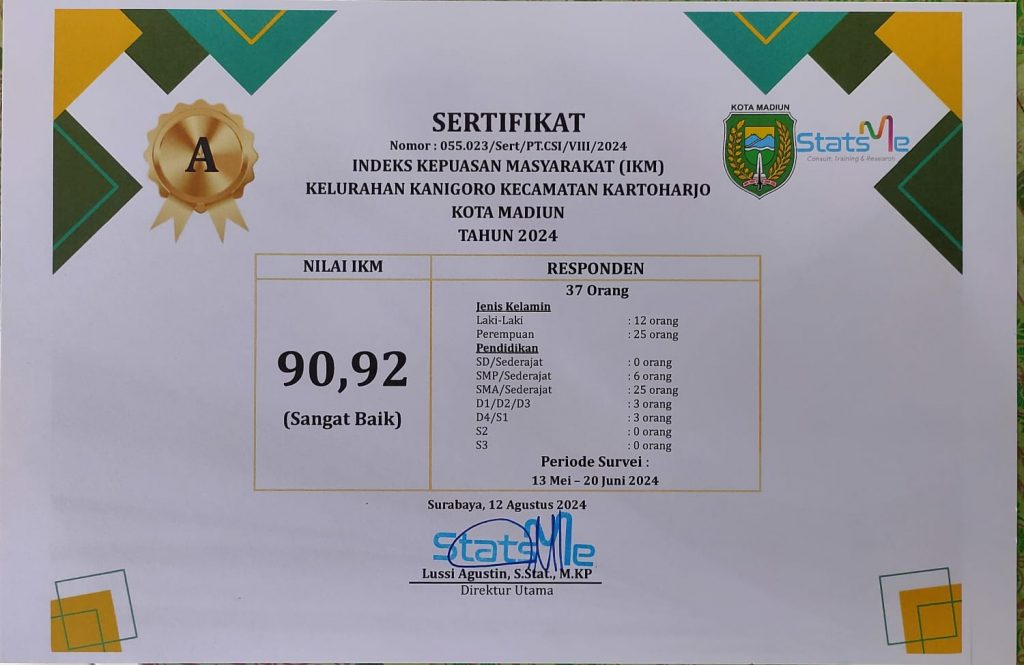 A
SERTIFIKAT
Nomor : 055.023/Sert/PT.CSI/VIII/2024
INDEKS KEPUASAN MASYARAKAT (IKM)
KELURAHAN KANIGORO KECAMATAN KARTOHARJO
KOTA MADIUN
TAHUN 2024
KOTA MADIUN
StatsMe
Consult, Training & Research
NILAI IKM
90,92
(Sangat Baik)
RESPONDEN
37 Orang
Jenis Kelamin
Laki-Laki : 12 orang
Perempuan : 25 orang
Pendidikan
SD/Sederajat : 0 orang
SMP/Sederajat : 6 orang
SMA/Sederajat : 25 orang
D1/D2/D3 : 3 orang
D4/S1 : 3 orang
S2 : 0 orang
S3 : 0 orang
Periode Survei :
13 Mei – 20 Juni 2024
Surabaya, 12 Agustus 2024
StatsMe
Lussi Agustin, S.Stat., M.KP
Direktur Utama